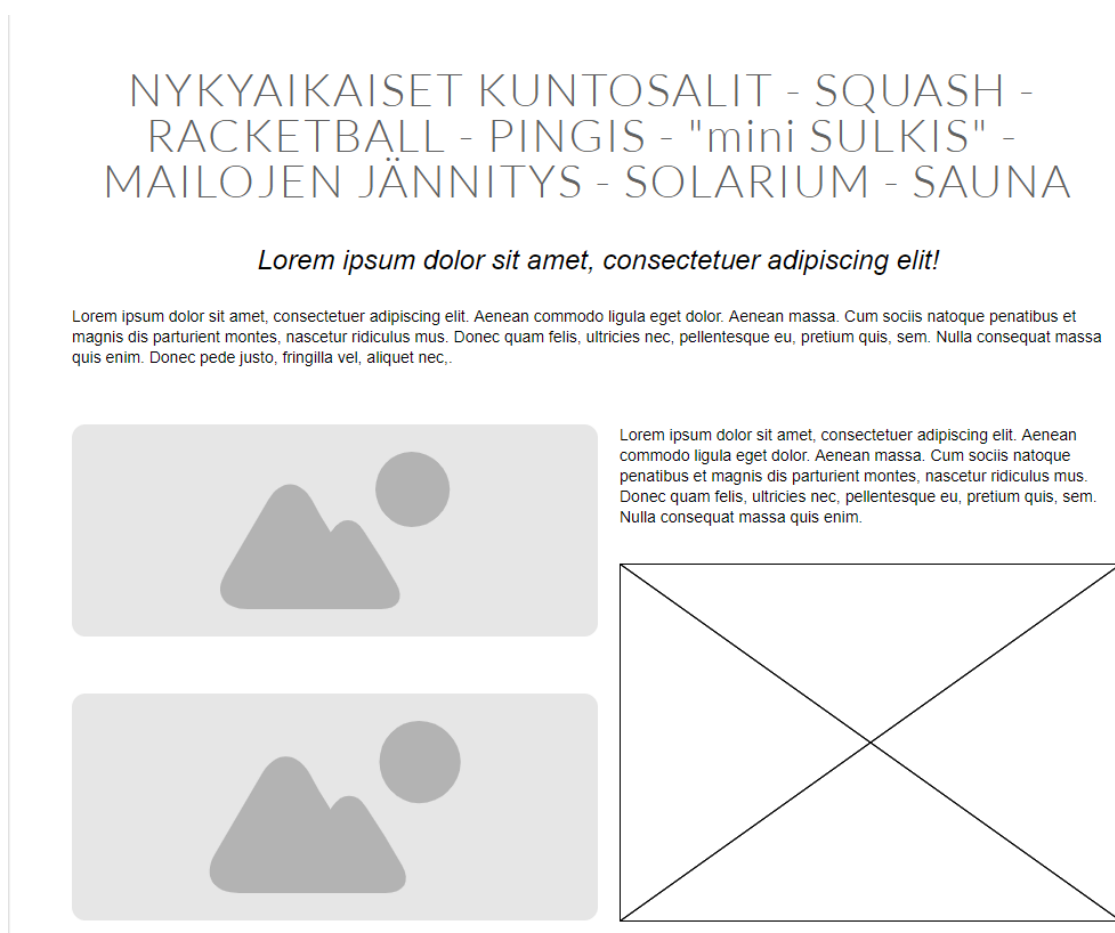 NYKYAIKAISET KUNTOSALIT - SQUASH -
RACKETBALL - PINGIS - "mini SULKIS" -
MAILOJEN JÄNNITYS - SOLARIUM - SAUNA
Lorem ipsum dolor sit amet, consectetuer adipiscing elit!
Lorem ipsum dolor sit amet, consectetuer adipiscing elit. Aenean commodo ligula eget dolor. Aenean massa. Cum sociis natoque penatibus et
magnis dis parturient montes, nascetur ridiculus mus. Donec quam felis, ultricies nec, pellentesque eu, pretium quis, sem. Nulla consequat massa
quis enim. Donec pede justo, fringilla vel, aliquet nec,.
Lorem ipsum dolor sit amet, consectetuer adipiscing elit. Aenean
commodo ligula eget dolor. Aenean massa. Cum sociis natoque
penatibus et magnis dis parturient montes, nascetur ridiculus mus.
Donec quam felis, ultricies nec, pellentesque eu, pretium quis, sem.
Nulla consequat massa quis enim.